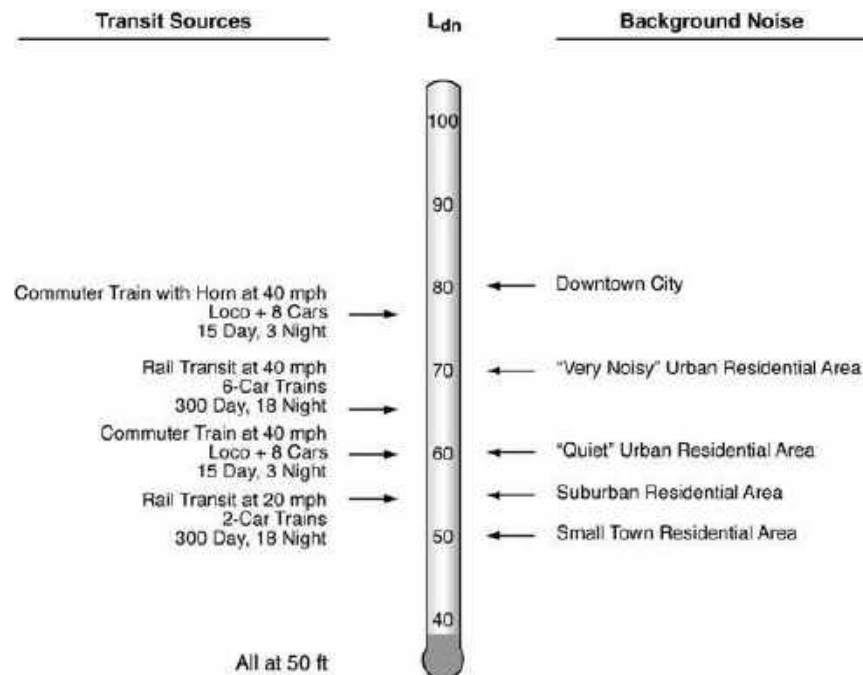 Transit Sources
Ldn
Background Noise
100
90
80
70
60
50
40
Commuter Train with Horn at 40 mph
Loco + 8 Cars
15 Day, 3 Night
Rail Transit at 40 mph
6-Car Trains
300 Day, 18 Night
Commuter Train at 40 mph
Loco + 8 Cars
15 Day, 3 Night
Rail Transit at 20 mph
2-Car Trains
300 Day, 18 Night
All at 50 ft
Downtown City
“Very Noisy” Urban Residential Area
“Quiet” Urban Residential Area
Suburban Residential Area
Small Town Residential Area